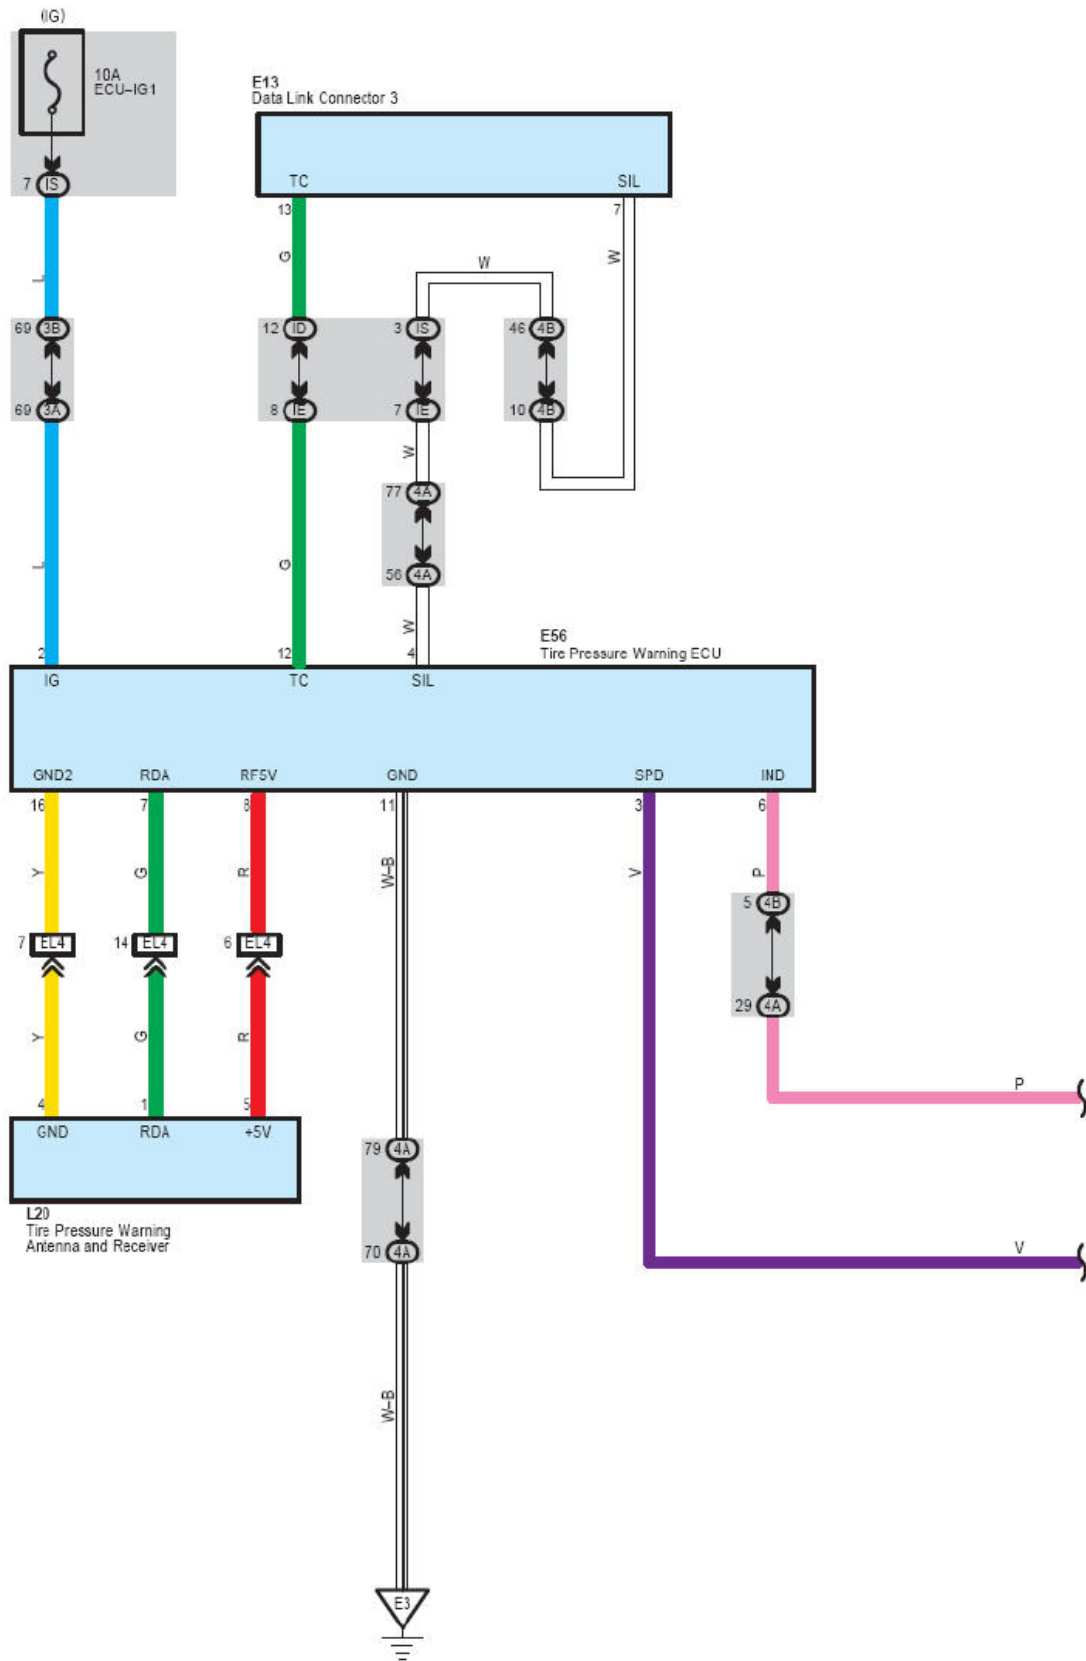 (IG)
10A
ECU-IG1
7 IS
E13
Data Link Connector 3
TC SIL
13 7
L G W W
69 3B 12 ID 3 IS 46 4B
69 3A 8 IE 7 IE 10 4B
W
77 4A
L G 56 4A
W
E56
Tire Pressure Warning ECU
2 12 4
IG TC SIL
GND2 RDA RF5V GND SPD IND
16 7 8 11 3 6
Y G R W-B V P
5 4B
7 EL4 14 EL4 6 EL4
29 4A
Y G R
P
4 1 5
GND RDA +5V
79 4A
L20
Tire Pressure Warning
Antenna and Receiver
70 4A
V
W-B
E3